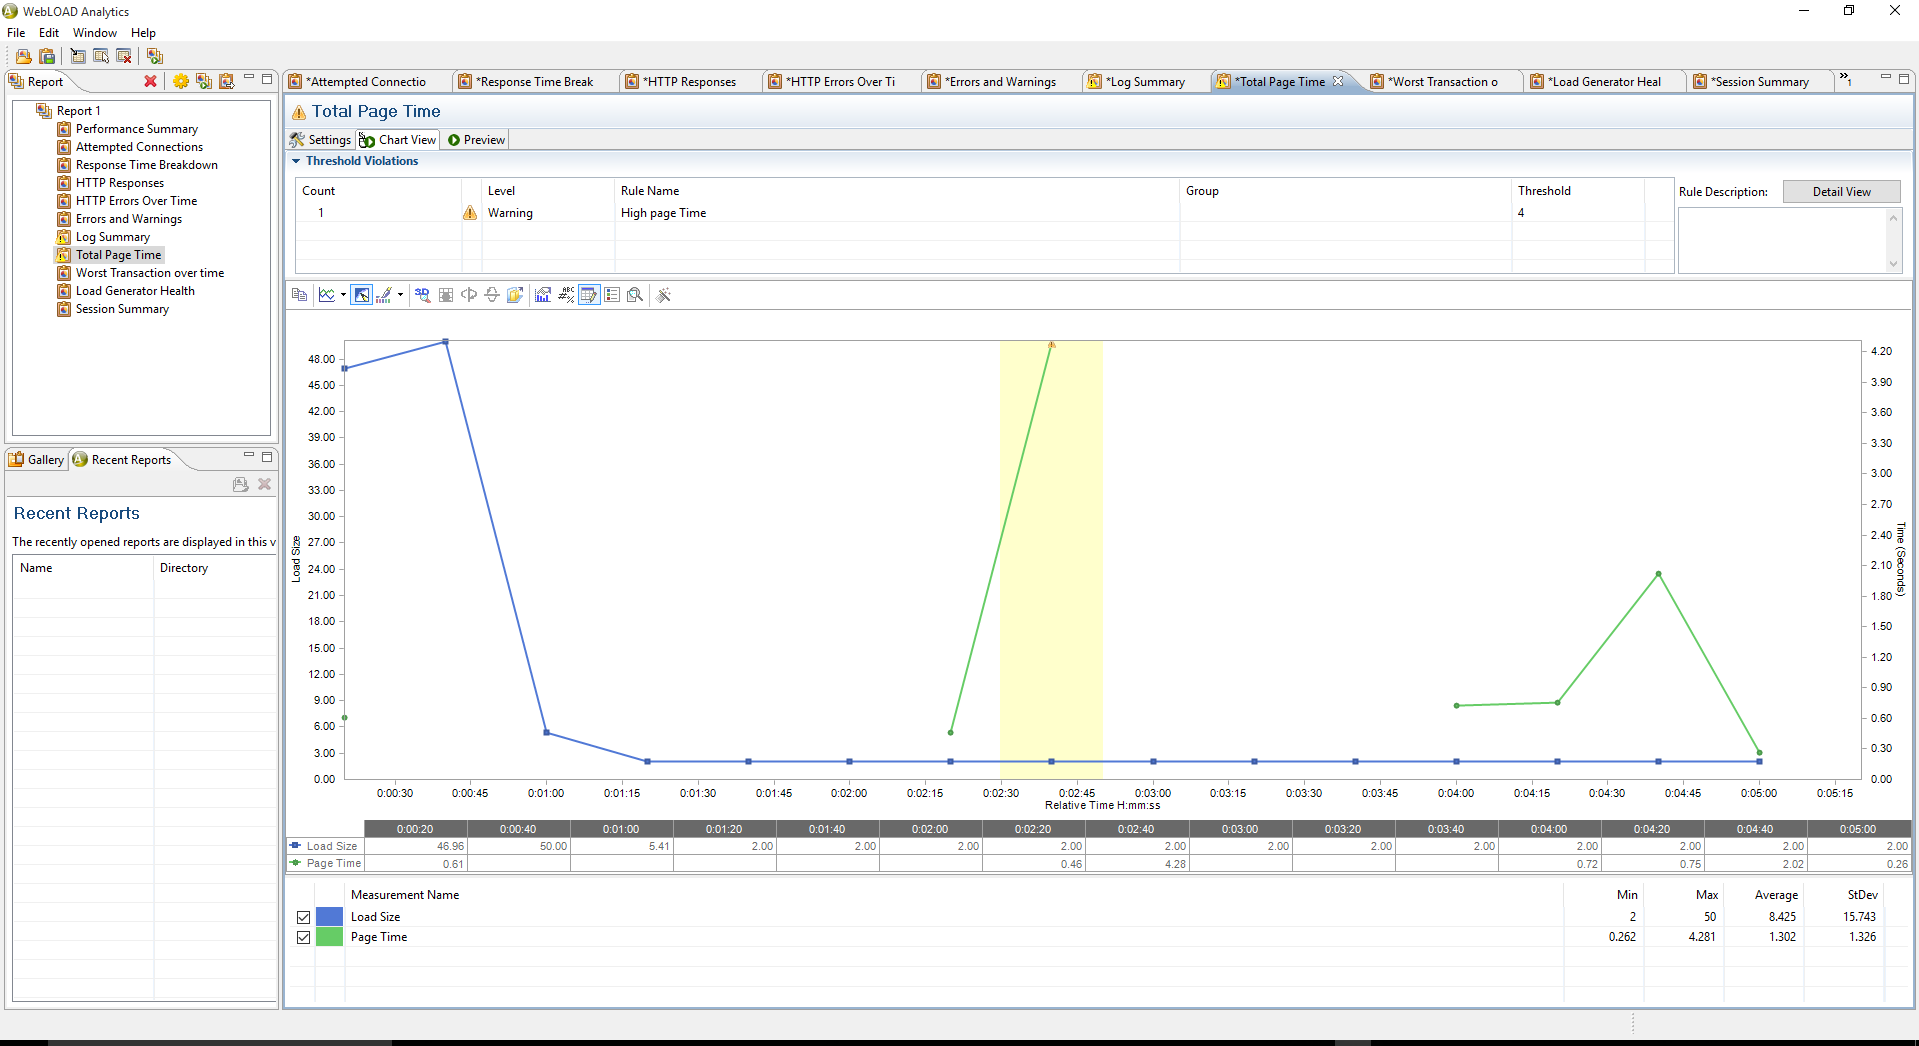 WebLOAD Analytics
File Edit Window Help
Report
Report 1
Performance Summary
Attempted Connections
Response Time Breakdown
HTTP Responses
HTTP Errors Over Time
Errors and Warnings
Log Summary
Total Page Time
Worst Transaction over time
Load Generator Health
Session Summary
Gallery Recent Reports
Recent Reports
The recently opened reports are displayed in this v
Name Directory
*Attempted Connectio *Response Time Break *HTTP Responses *HTTP Errors Over Ti *Errors and Warnings *Log Summary *Total Page Time *Worst Transaction o *Load Generator Heal *Session Summary »1
Total Page Time
Settings Chart View Preview
Threshold Violations
Count Level Rule Name Group Threshold
1 Warning High page Time 4
Rule Description: Detail View
3D
ABC
48.00
45.00
42.00
39.00
36.00
33.00
30.00
27.00
24.00
21.00
18.00
15.00
12.00
9.00
6.00
3.00
0.00
Load Size
4.20
3.90
3.60
3.30
3.00
2.70
2.40
2.10
1.80
1.50
1.20
0.90
0.60
0.30
0.00
Time (Seconds)
0:00:30 0:00:45 0:01:00 0:01:15 0:01:30 0:01:45 0:02:00 0:02:15 0:02:30 0:02:45 0:03:00 0:03:15 0:03:30 0:03:45 0:04:00 0:04:15 0:04:30 0:04:45 0:05:00 0:05:15
Relative Time H:mm:ss
0:00:20 0:00:40 0:01:00 0:01:20 0:01:40 0:02:00 0:02:20 0:02:40 0:03:00 0:03:20 0:03:40 0:04:00 0:04:20 0:04:40 0:05:00
Load Size 46.96 50.00 5.41 2.00 2.00 2.00 2.00 2.00 2.00 2.00 2.00 2.00 2.00 2.00 2.00
Page Time 0.61 0.46 4.28 0.72 0.75 2.02 0.26
Measurement Name Min Max Average StDev
Load Size 2 50 8.425 15.743
Page Time 0.262 4.281 1.302 1.326